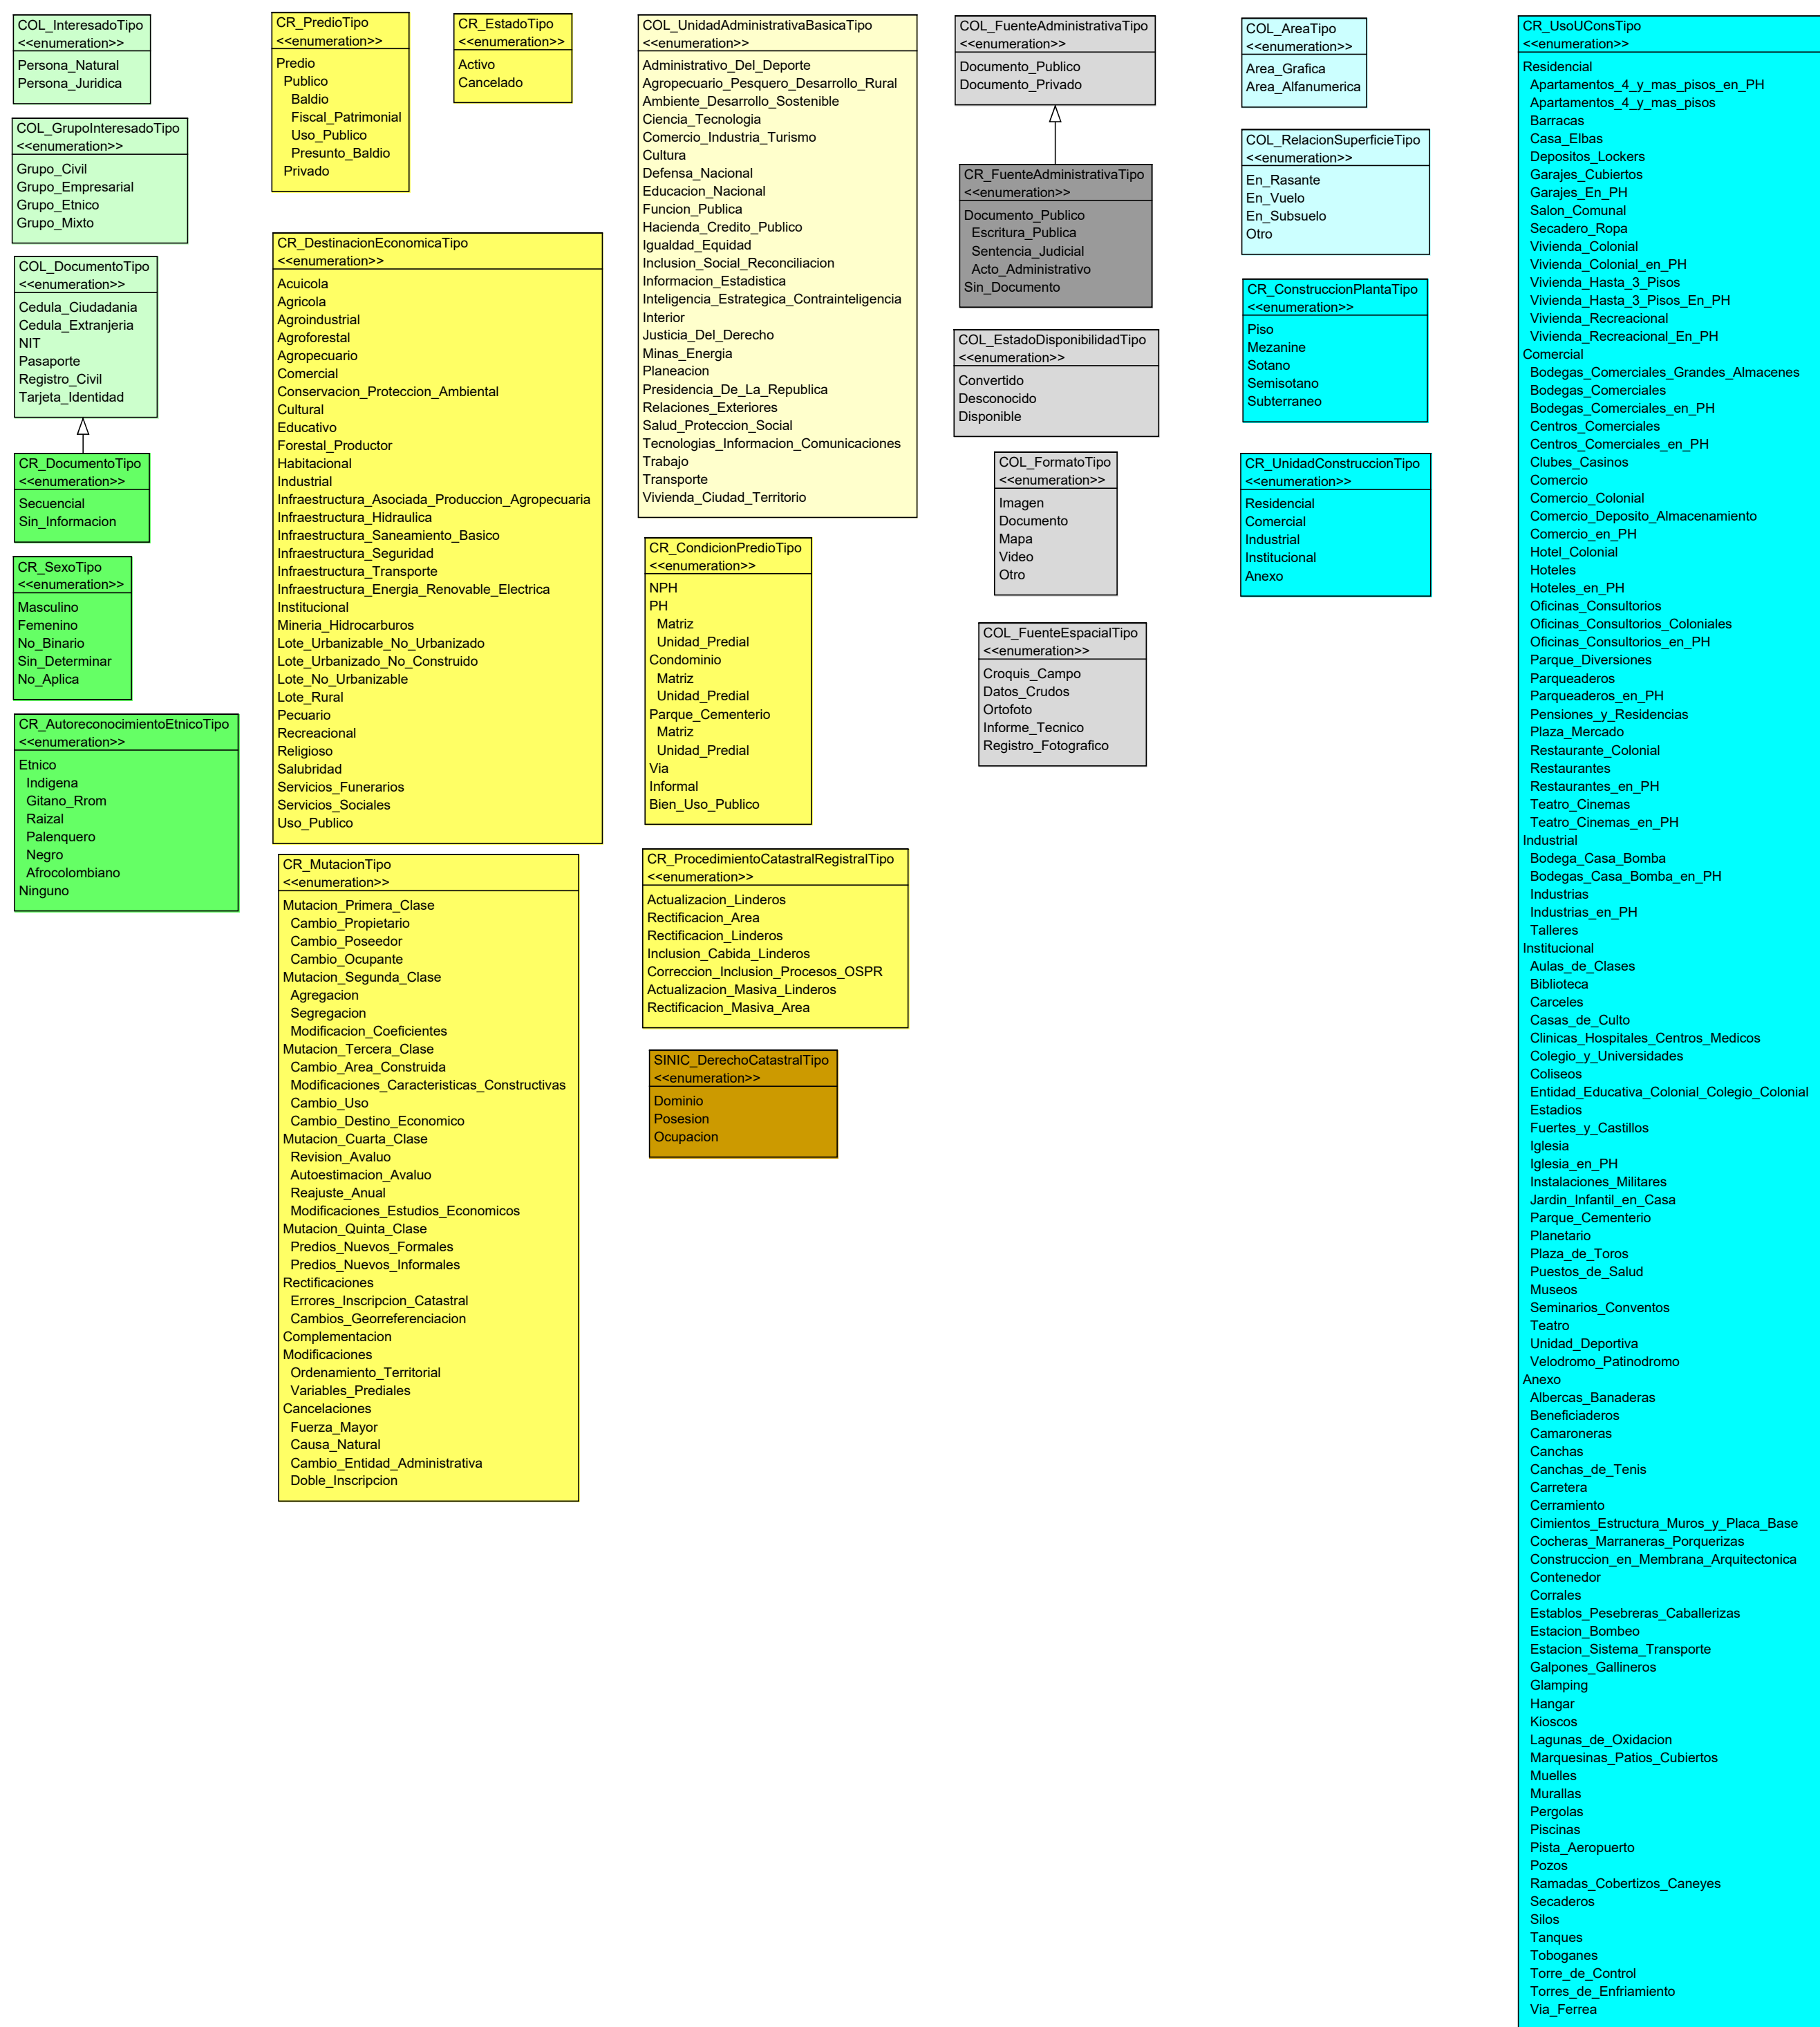 COL_InteresadoTipo
<<enumeration>>
Persona_Natural
Persona_Juridica
COL_GrupoInteresadoTipo
<<enumeration>>
Grupo_Civil
Grupo_Empresarial
Grupo_Etnico
Grupo_Mixto
COL_DocumentoTipo
<<enumeration>>
Cedula_Ciudadania
Cedula_Extranjeria
NIT
Pasaporte
Registro_Civil
Tarjeta_Identidad
CR_DocumentoTipo
<<enumeration>>
Secuencial
Sin_Informacion
CR_SexoTipo
<<enumeration>>
Masculino
Femenino
No_Binario
Sin_Determinar
No_Aplica
CR_AutoreconocimientoEtnicoTipo
<<enumeration>>
Etnico
Indigena
Gitano_Rrom
Raizal
Palenquero
Negro
Afrocolombiano
Ninguno
CR_PredioTipo
<<enumeration>>
Predio
Publico
Baldio
Fiscal_Patrimonial
Uso_Publico
Presunto_Baldio
Privado
CR_EstadoTipo
<<enumeration>>
Activo
Cancelado
CR_DestinacionEconomicaTipo
<<enumeration>>
Acuicola
Agricola
Agroindustrial
Agroforestal
Agropecuario
Comercial
Conservacion_Proteccion_Ambiental
Cultural
Educativo
Forestal_Productor
Habitacional
Industrial
Infraestructura_Asociada_Produccion_Agropecuaria
Infraestructura_Hidraulica
Infraestructura_Saneamiento_Basico
Infraestructura_Seguridad
Infraestructura_Transporte
Infraestructura_Energia_Renovable_Electrica
Institucional
Mineria_Hidrocarburos
Lote_Urbanizable_No_Urbanizado
Lote_Urbanizado_No_Construido
Lote_No_Urbanizable
Lote_Rural
Pecuario
Recreacional
Religioso
Salubridad
Servicios_Funerarios
Servicios_Sociales
Uso_Publico
CR_MutacionTipo
<<enumeration>>
Mutacion_Primera_Clase
Cambio_Propietario
Cambio_Poseedor
Cambio_Ocupante
Mutacion_Segunda_Clase
Agregacion
Segregacion
Modificacion_Coeficientes
Mutacion_Tercera_Clase
Cambio_Area_Construida
Modificaciones_Caracteristicas_Constructivas
Cambio_Uso
Cambio_Destino_Economico
Mutacion_Cuarta_Clase
Revision_Avaluo
Autoestimacion_Avaluo
Reajuste_Anual
Modificaciones_Estudios_Economicos
Mutacion_Quinta_Clase
Predios_Nuevos_Formales
Predios_Nuevos_Informales
Rectificaciones
Errores_Inscripcion_Catastral
Cambios_Georreferenciacion
Complementacion
Modificaciones
Ordenamiento_Territorial
Variables_Prediales
Cancelaciones
Fuerza_Mayor
Causa_Natural
Cambio_Entidad_Administrativa
Doble_Inscripcion
COL_UnidadAdministrativaBasicaTipo
<<enumeration>>
Administrativo_Del_Deporte
Agropecuario_Pesquero_Desarrollo_Rural
Ambiente_Desarrollo_Sostenible
Ciencia_Tecnologia
Comercio_Industria_Turismo
Cultura
Defensa_Nacional
Educacion_Nacional
Funcion_Publica
Hacienda_Credito_Publico
Igualdad_Equidad
Inclusion_Social_Reconciliacion
Informacion_Estadistica
Inteligencia_Estrategica_Contrainteligencia
Interior
Justicia_Del_Derecho
Minas_Energia
Planeacion
Presidencia_De_La_Republica
Relaciones_Exteriores
Salud_Proteccion_Social
Tecnologias_Informacion_Comunicaciones
Trabajo
Transporte
Vivienda_Ciudad_Territorio
CR_CondicionPredioTipo
<<enumeration>>
NPH
PH
Matriz
Unidad_Predial
Condominio
Matriz
Unidad_Predial
Parque_Cementerio
Matriz
Unidad_Predial
Via
Informal
Bien_Uso_Publico
CR_ProcedimientoCatastralRegistralTipo
<<enumeration>>
Actualizacion_Linderos
Rectificacion_Area
Rectificacion_Linderos
Inclusion_Cabida_Linderos
Correccion_Inclusion_Procesos_OSPR
Actualizacion_Masiva_Linderos
Rectificacion_Masiva_Area
SINIC_DerechoCatastralTipo
<<enumeration>>
Dominio
Posesion
Ocupacion
COL_FuenteAdministrativaTipo
<<enumeration>>
Documento_Publico
Documento_Privado
CR_FuenteAdministrativaTipo
<<enumeration>>
Documento_Publico
Escritura_Publica
Sentencia_Judicial
Acto_Administrativo
Sin_Documento
COL_EstadoDisponibilidadTipo
<<enumeration>>
Convertido
Desconocido
Disponible
COL_FormatoTipo
<<enumeration>>
Imagen
Documento
Mapa
Video
Otro
COL_FuenteEspacialTipo
<<enumeration>>
Croquis_Campo
Datos_Crudos
Ortofoto
Informe_Tecnico
Registro_Fotografico
COL_AreaTipo
<<enumeration>>
Area_Grafica
Area_Alfanumerica
COL_RelacionSuperficieTipo
<<enumeration>>
En_Rasante
En_Vuelo
En_Subsuelo
Otro
CR_ConstruccionPlantaTipo
<<enumeration>>
Piso
Mezanine
Sotano
Semisotano
Subterraneo
CR_UnidadConstruccionTipo
<<enumeration>>
Residencial
Comercial
Industrial
Institucional
Anexo
CR_UsoUConsTipo
<<enumeration>>
Residencial
Apartamentos_4_y_mas_pisos_en_PH
Apartamentos_4_y_mas_pisos
Barracas
Casa_Elbas
Depositos_Lockers
Garajes_Cubiertos
Garajes_En_PH
Salon_Comunal
Secadero_Ropa
Vivienda_Colonial
Vivienda_Colonial_en_PH
Vivienda_Hasta_3_Pisos
Vivienda_Hasta_3_Pisos_En_PH
Vivienda_Recreacional
Vivienda_Recreacional_En_PH
Comercial
Bodegas_Comerciales_Grandes_Almacenes
Bodegas_Comerciales
Bodegas_Comerciales_en_PH
Centros_Comerciales
Centros_Comerciales_en_PH
Clubes_Casinos
Comercio
Comercio_Colonial
Comercio_Deposito_Almacenamiento
Comercio_en_PH
Hotel_Colonial
Hoteles
Hoteles_en_PH
Oficinas_Consultorios
Oficinas_Consultorios_Coloniales
Oficinas_Consultorios_en_PH
Parque_Diversiones
Parqueaderos
Parqueaderos_en_PH
Pensiones_y_Residencias
Plaza_Mercado
Restaurante_Colonial
Restaurantes
Restaurantes_en_PH
Teatro_Cinemas
Teatro_Cinemas_en_PH
Industrial
Bodega_Casa_Bomba
Bodegas_Casa_Bomba_en_PH
Industrias
Industrias_en_PH
Talleres
Institucional
Aulas_de_Clases
Biblioteca
Carceles
Casas_de_Culto
Clinicas_Hospitales_Centros_Medicos
Colegio_y_Universidades
Coliseos
Entidad_Educativa_Colonial_Colegio_Colonial
Estadios
Fuertes_y_Castillos
Iglesia
Iglesia_en_PH
Instalaciones_Militares
Jardin_Infantil_en_Casa
Parque_Cementerio
Planetario
Plaza_de_Toros
Puestos_de_Salud
Museos
Seminarios_Conventos
Teatro
Unidad_Deportiva
Velodromo_Patinodromo
Anexo
Albercas_Banaderas
Beneficiaderos
Camaroneras
Canchas
Canchas_de_Tenis
Carretera
Cerramiento
Cimientos_Estructura_Muros_y_Placa_Base
Cocheras_Marraneras_Porquerizas
Construccion_en_Membrana_Arquitectonica
Contenedor
Corrales
Establos_Pesebreras_Caballerizas
Estacion_Bombeo
Estacion_Sistema_Transporte
Galpones_Gallineros
Glamping
Hangar
Kioscos
Lagunas_de_Oxidacion
Marquesinas_Patios_Cubiertos
Muelles
Murallas
Pergolas
Piscinas
Pista_Aeropuerto
Pozos
Ramadas_Cobertizos_Caneyes
Secaderos
Silos
Tanques
Toboganes
Torre_de_Control
Torres_de_Enfriamiento
Via_Ferrea